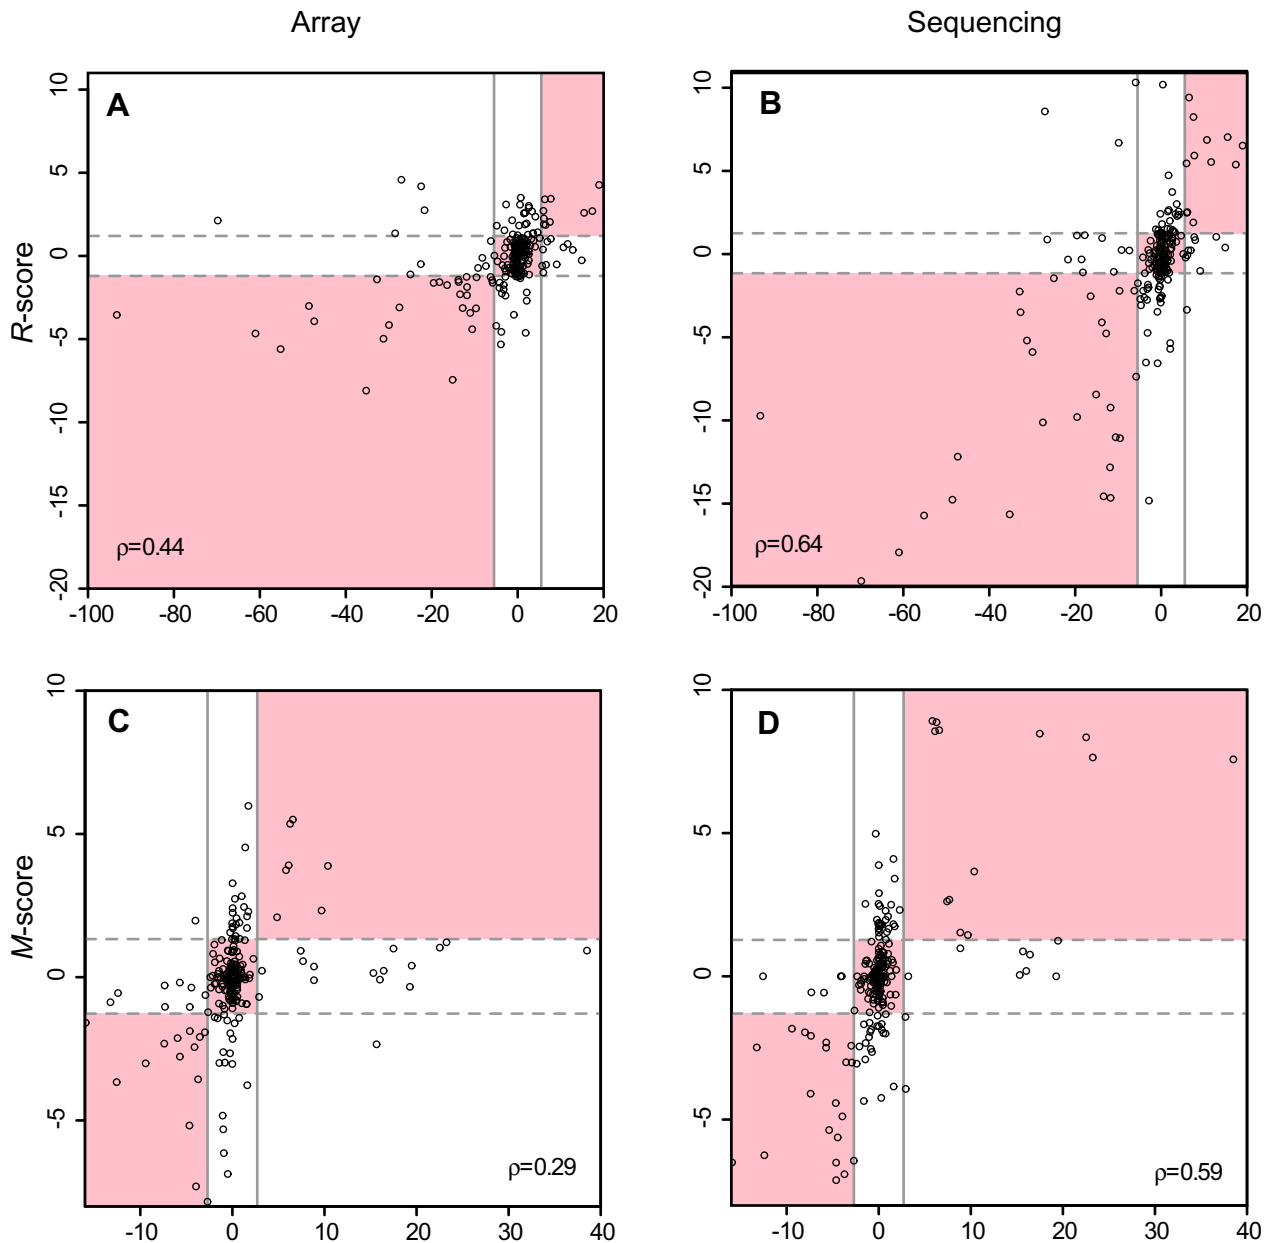 Array Sequencing
A B
10 5 0 -5 -10 -15 -20
R-score
ρ=0.44
-100 -80 -60 -40 -20 0 20
10 5 0 -5 -10 -15 -20
ρ=0.64
-100 -80 -60 -40 -20 0 20
C D
10 5 0 -5
M-score
ρ=0.29
-10 0 10 20 30 40
10 5 0 -5
ρ=0.59
-10 0 10 20 30 40